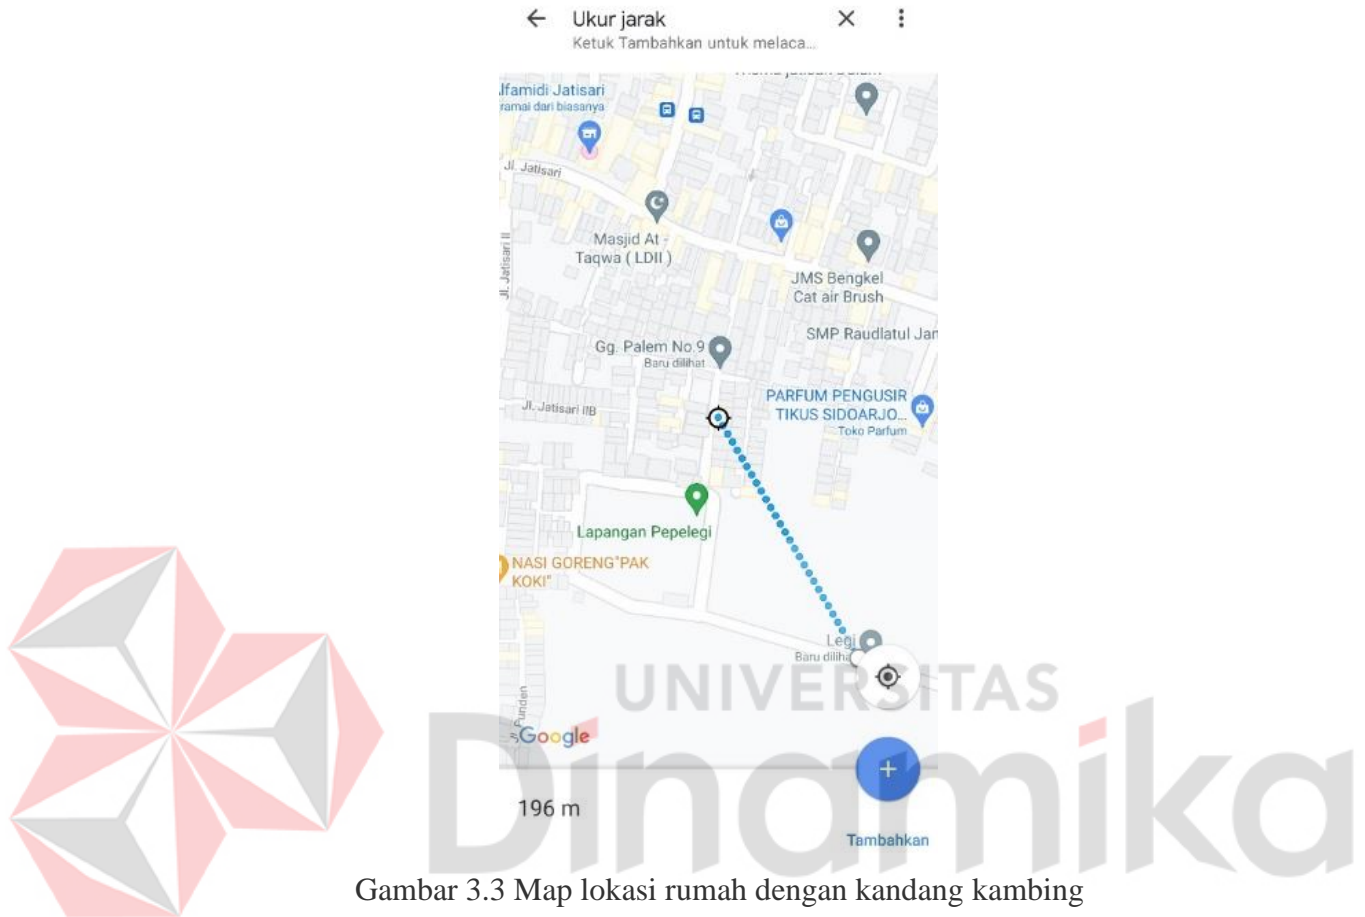 Ukur jarak
Ketuk Tambahkan untuk melaca...
lfamidi Jatisari
ramai dari biasanya
Jl. Jatisari
Masjid At -
Taqwa ( LDII )
Jl. Jatisari II
JMS Bengkel
Cat air Brush
SMP Raudlatul Jan
Gg. Palem No.9
Baru dilihat
PARFUM PENGUSIR
TIKUS SIDOARJO...
Toko Parfum
Jl. Jatisari IIB
Lapangan Pepelegi
NASI GORENG"PAK
KOKI"
Legi
Baru diliha
UNIVERSITAS
Dinamika
Jl. Punden
Google
196 m
Tambahkan
Gambar 3.3 Map lokasi rumah dengan kandang kambing